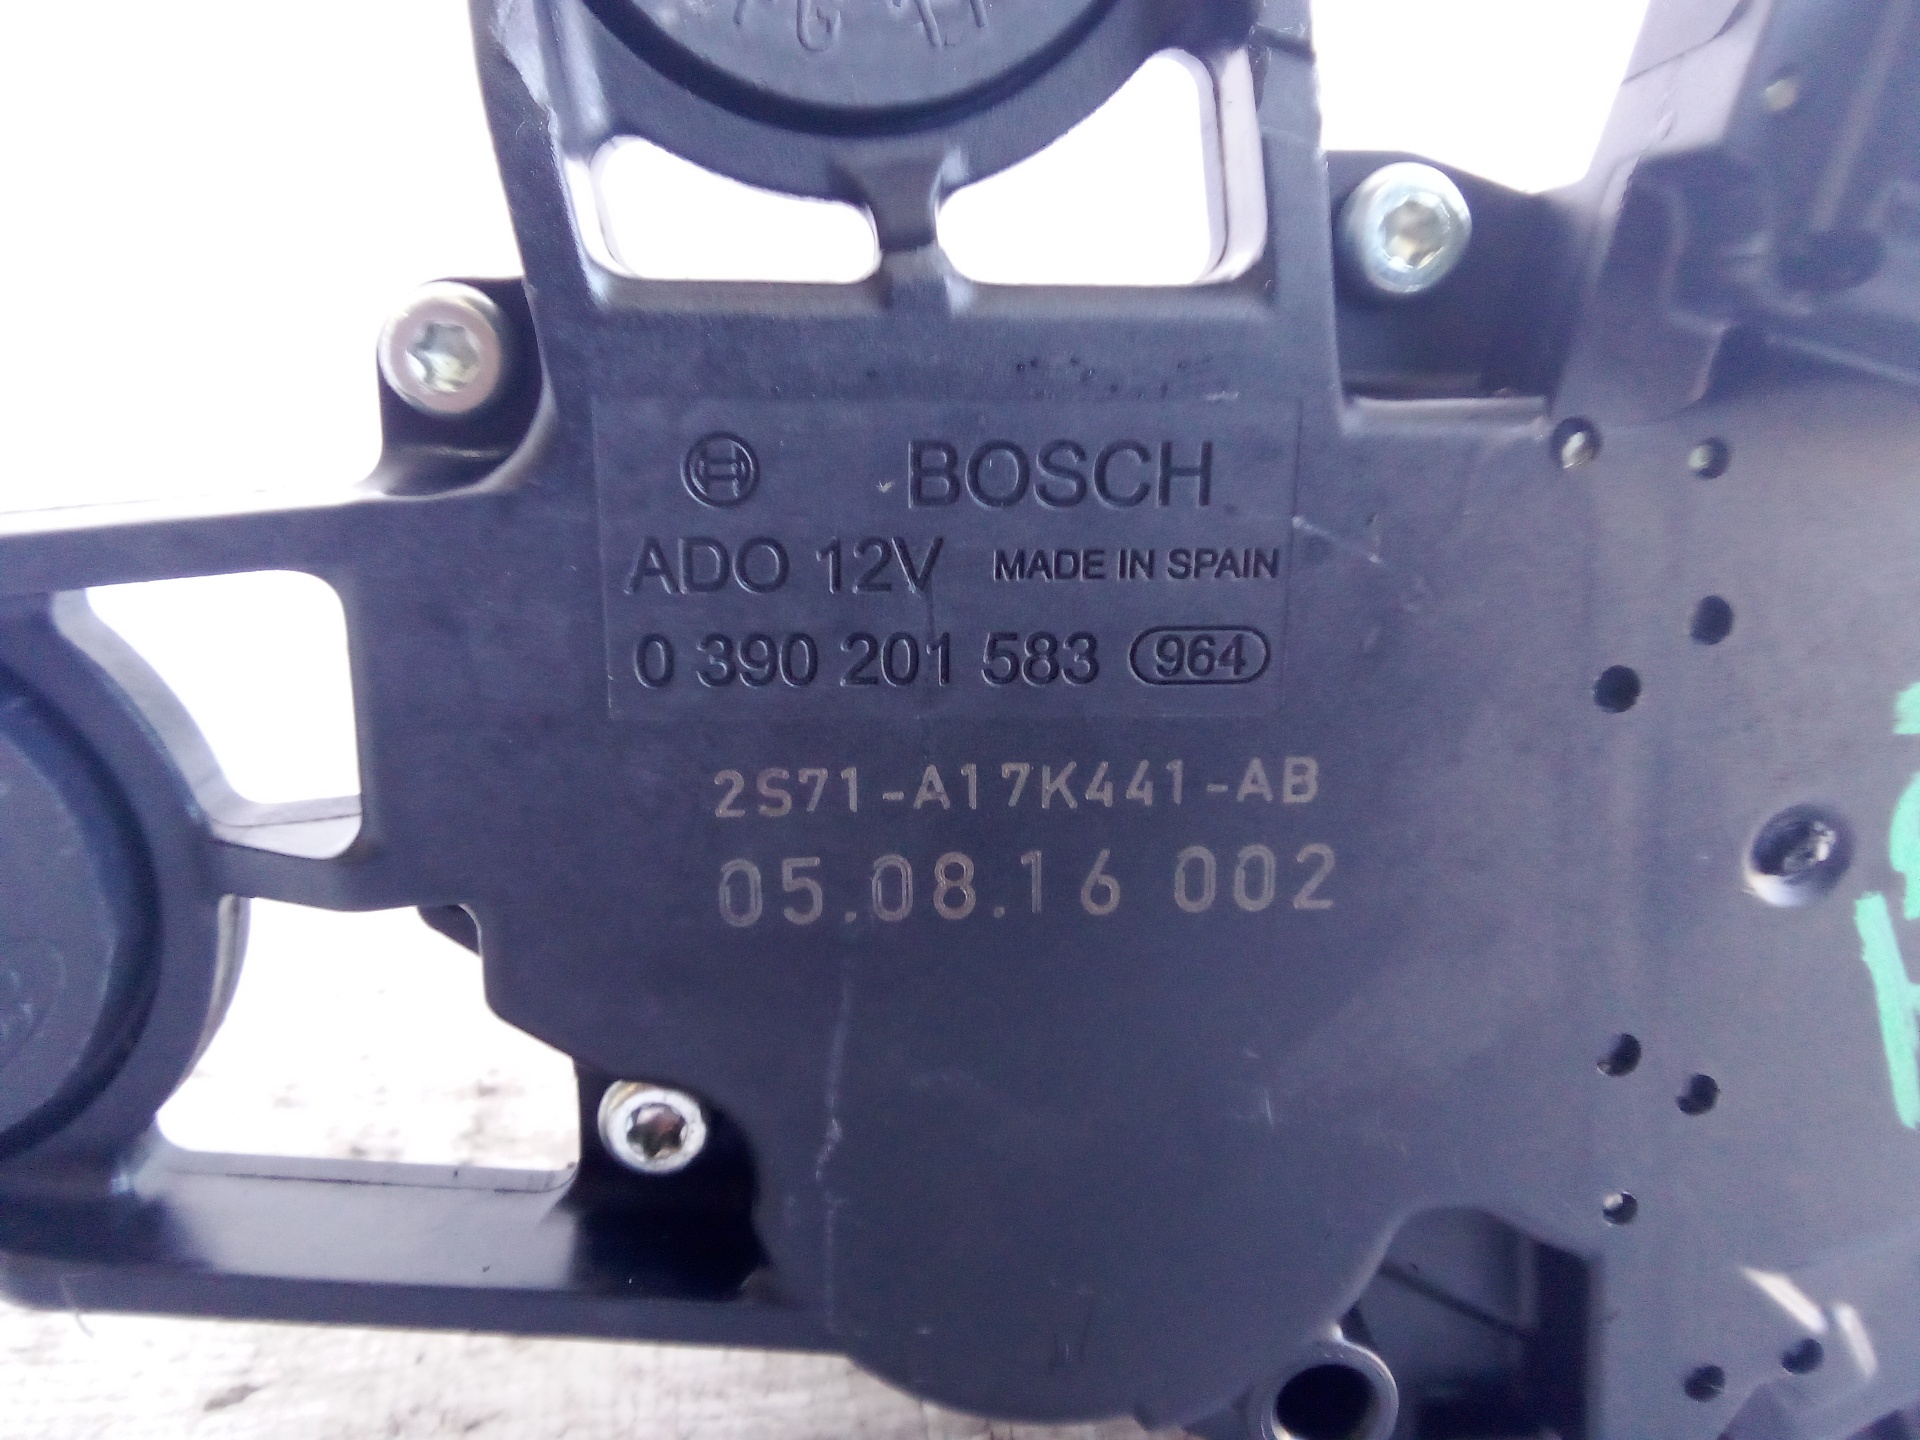 BOSCH
ADO 12V MADE IN SPAIN
0 390 201 583 964
2S71-A17K441-AB
05.08.16 002